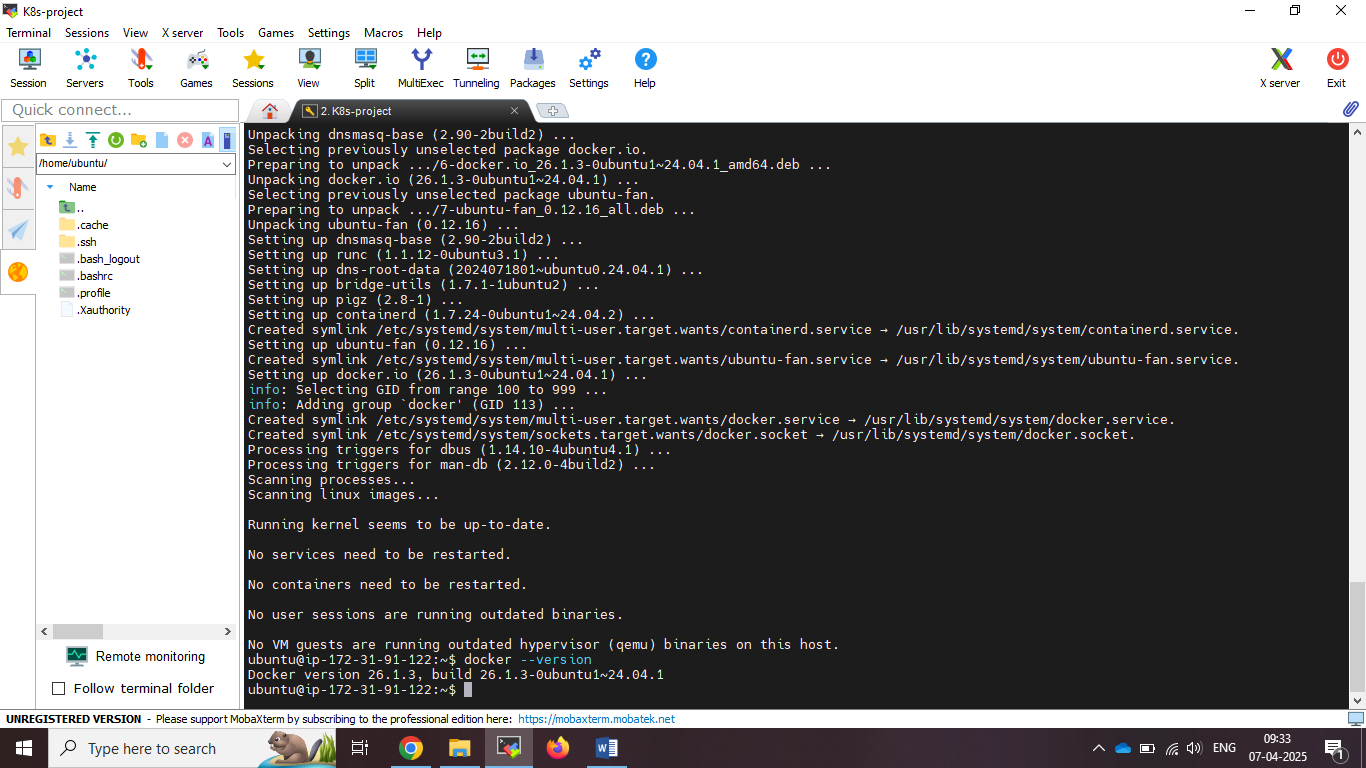 K8s-project
Terminal Sessions View X server Tools Games Settings Macros Help
Session Servers Tools Games Sessions View Split MultiExec Tunneling Packages Settings Help X server Exit
Quick connect...
2. K8s-project
/home/ubuntu/
Name
..
.cache
.ssh
.bash_logout
.bashrc
.profile
.Xauthority
Remote monitoring
Follow terminal folder
Unpacking dnsmasq-base (2.90-2build2) ...
Selecting previously unselected package docker.io.
Preparing to unpack .../6-docker.io_26.1.3-0ubuntu1~24.04.1_amd64.deb ...
Unpacking docker.io (26.1.3-0ubuntu1~24.04.1) ...
Selecting previously unselected package ubuntu-fan.
Preparing to unpack .../7-ubuntu-fan_0.12.16_all.deb ...
Unpacking ubuntu-fan (0.12.16) ...
Setting up dnsmasq-base (2.90-2build2) ...
Setting up runc (1.1.12-0ubuntu3.1) ...
Setting up dns-root-data (2024071801~ubuntu0.24.04.1) ...
Setting up bridge-utils (1.7.1-1ubuntu2) ...
Setting up pigz (2.8-1) ...
Setting up containerd (1.7.24-0ubuntu1~24.04.2) ...
Created symlink /etc/systemd/system/multi-user.target.wants/containerd.service → /usr/lib/systemd/system/containerd.service.
Setting up ubuntu-fan (0.12.16) ...
Created symlink /etc/systemd/system/multi-user.target.wants/ubuntu-fan.service → /usr/lib/systemd/system/ubuntu-fan.service.
Setting up docker.io (26.1.3-0ubuntu1~24.04.1) ...
info: Selecting GID from range 100 to 999 ...
info: Adding group `docker' (GID 113) ...
Created symlink /etc/systemd/system/multi-user.target.wants/docker.service → /usr/lib/systemd/system/docker.service.
Created symlink /etc/systemd/system/sockets.target.wants/docker.socket → /usr/lib/systemd/system/docker.socket.
Processing triggers for dbus (1.14.10-4ubuntu4.1) ...
Processing triggers for man-db (2.12.0-4build2) ...
Scanning processes...
Scanning linux images...
Running kernel seems to be up-to-date.
No services need to be restarted.
No containers need to be restarted.
No user sessions are running outdated binaries.
No VM guests are running outdated hypervisor (qemu) binaries on this host.
ubuntu@ip-172-31-91-122:~$ docker --version
Docker version 26.1.3, build 26.1.3-0ubuntu1~24.04.1
ubuntu@ip-172-31-91-122:~$
UNREGISTERED VERSION - Please support MobaXterm by subscribing to the professional edition here: https://mobaxterm.mobatek.net
Type here to search
ENG
09:33
07-04-2025
1